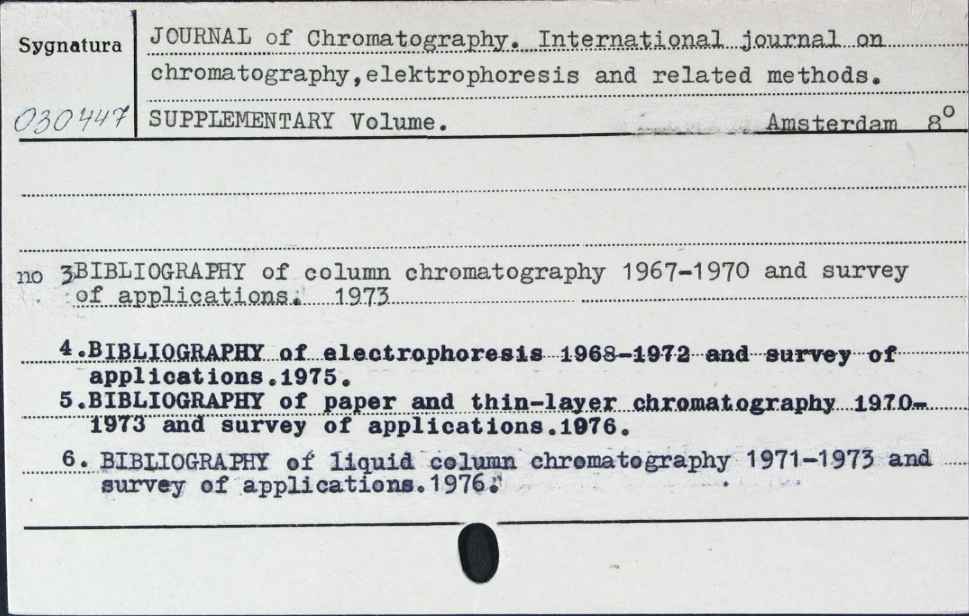 Sygnatura
030447
JOURNAL of Chromatography. International journal on
chromatography,elektrophoresis and related methods.
SUPPLEMENTARY Volume. Amsterdam 8°
no 3BIBLIOGRAPHY of column chromatography 1967-1970 and survey
of applications. 1973
4.BIBLIOGRAPHY of electrophoresis 1968-1972 and survey of
applications.1975.
5.BIBLIOGRAPHY of paper and thin-layer chromatography 1970-
1973 and survey of applications.1976.
6. BIBLIOGRAPHY of liquid column chromatography 1971-1973 and
survey of applications.1976.